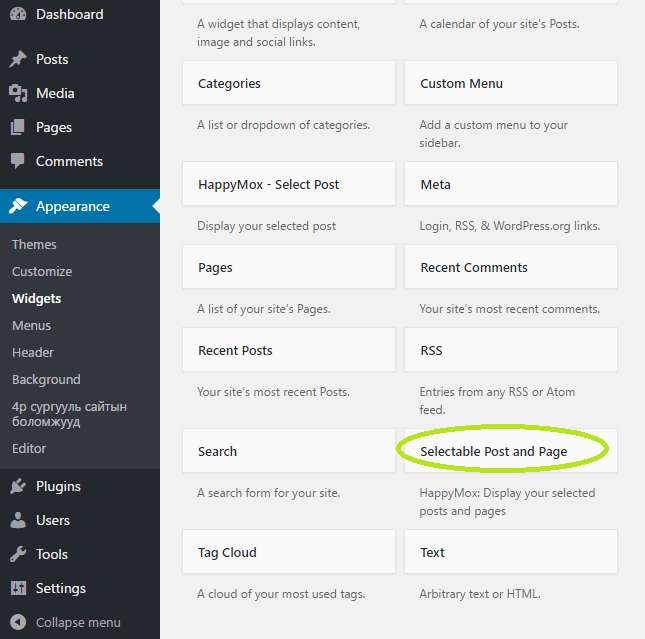 Dashboard
Posts
Media
Pages
Comments
Appearance
Themes
Customize
Widgets
Menus
Header
Background
4р сургууль сайтын
боломжууд
Editor
Plugins
Users
Tools
Settings
Collapse menu
A widget that displays content,
image and social links.
A calendar of your site's Posts.
Categories
Custom Menu
A list or dropdown of categories.
Add a custom menu to your
sidebar.
HappyMox - Select Post
Meta
Display your selected post
Login, RSS, & WordPress.org links.
Pages
Recent Comments
A list of your site's Pages.
Your site's most recent comments.
Recent Posts
RSS
Your site's most recent Posts.
Entries from any RSS or Atom
feed.
Search
Selectable Post and Page
A search form for your site.
HappyMox: Display your selected
posts and pages
Tag Cloud
Text
A cloud of your most used tags.
Arbitrary text or HTML.